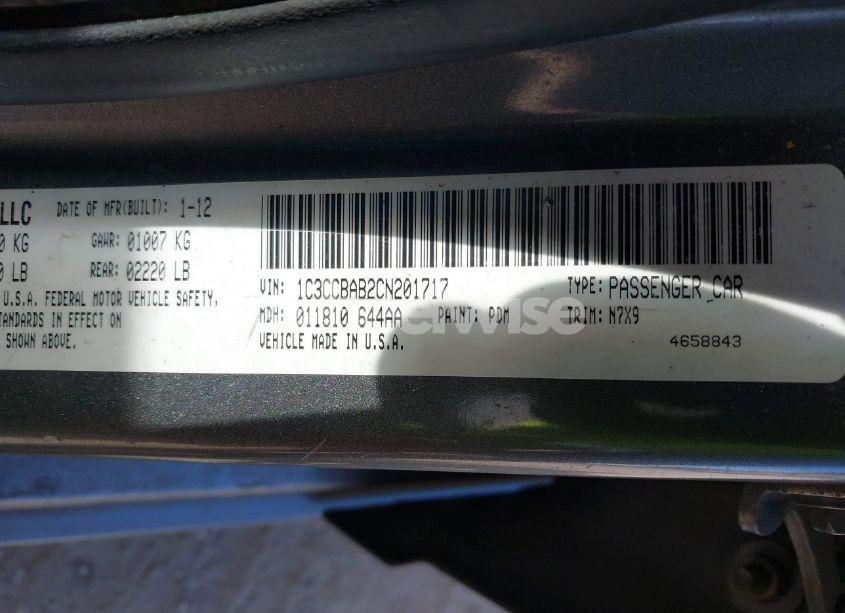 LLC DATE OF MFR(BUILT): 1-12
0 KG GAWR: 01007 KG
0 LB REAR: 02220 LB
U.S.A. FEDERAL MOTOR VEHICLE SAFETY,
TANDARDS IN EFFECT ON
SHOWN ABOVE.
VIN: 1C3CCBAB2CN201717 TYPE: PASSENGER CAR
MDH: 011810 644AA PAINT: PDM TRIM: N7X9
VEHICLE MADE IN U.S.A. 4658843